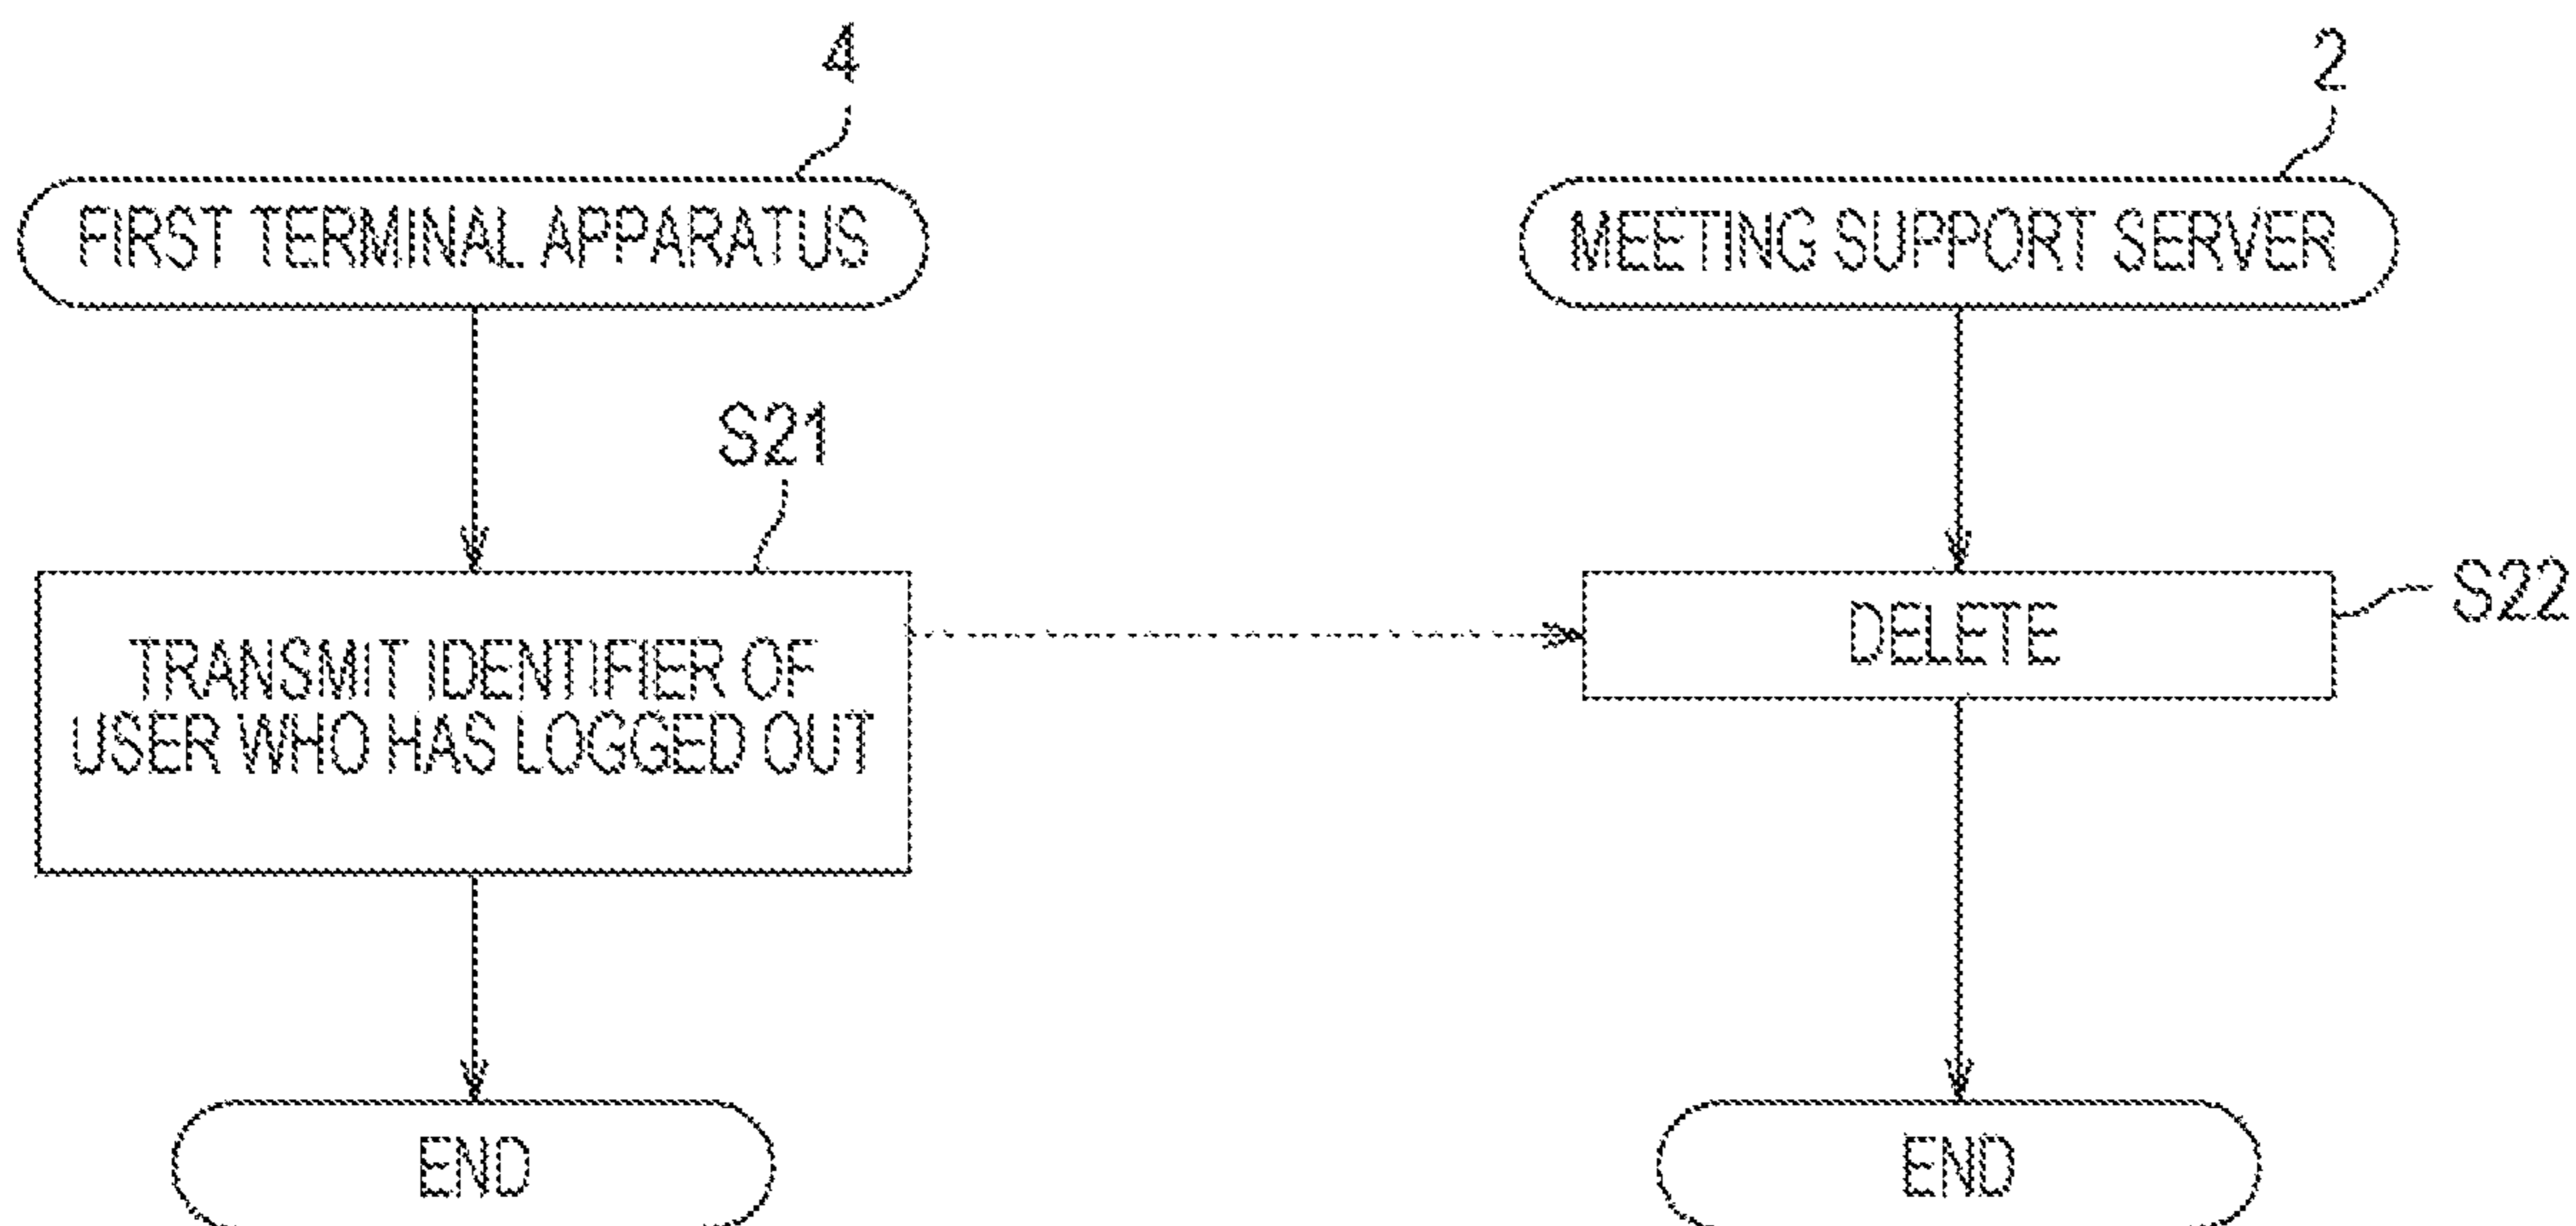 4
2
FIRST TERMINAL APPARATUS
MEETING SUPPORT SERVER
S21
TRANSMIT IDENTIFIER OF
USER WHO HAS LOGGED OUT
DELETE
S22
END
END